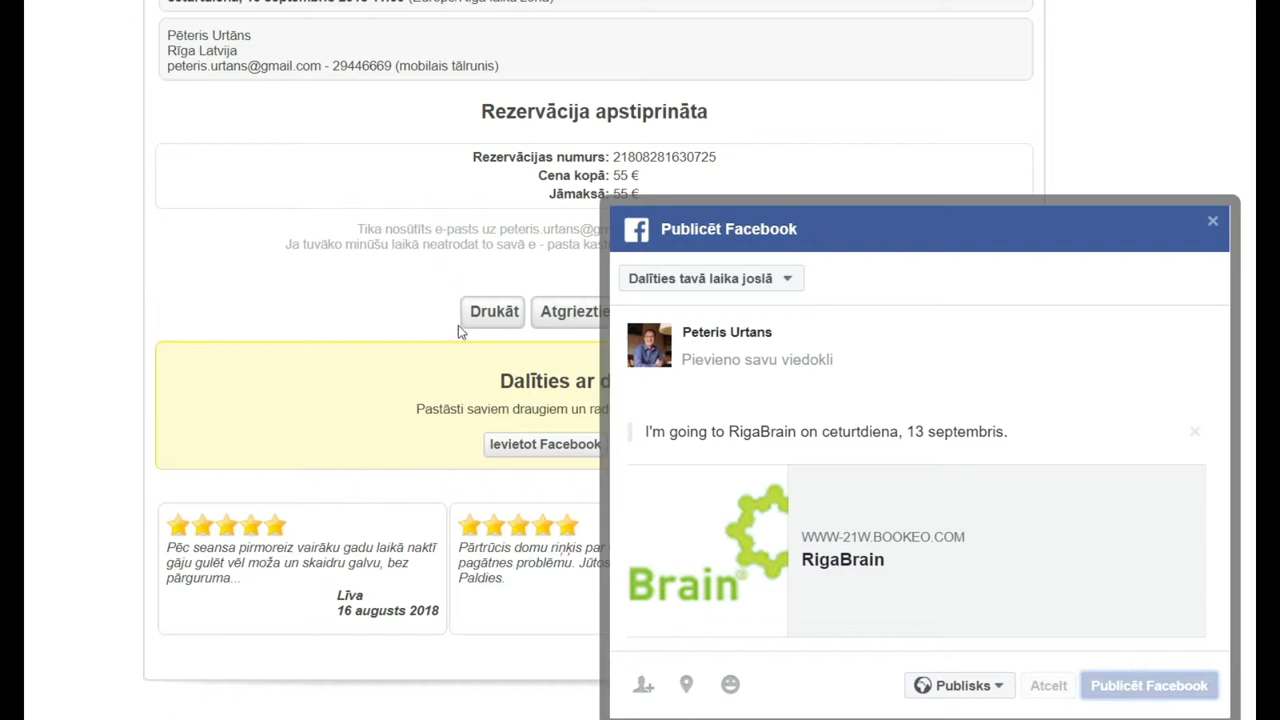 Pēteris Urtāns
Rīga Latvija
peteris.urtans@gmail.com - 29446669 (mobilais tālrunis)
Rezervācija apstiprināta
Rezervācijas numurs: 21808281630725
Cena kopā: 55 €
Jāmaksā: 55 €
Tika nosūtīts e-pasts uz peteris.urtans@
Ja tuvāko minūšu laikā neatrodat to savā e - pasta
Drukāt
Dalīties ar
Pastāsti saviem draugiem un
Ievietot Facebook
Pēc seansa pirmoreiz vairāku gadu laikā naktī
gāju gulēt vēl moža un skaidru galvu, bez
pārguruma...
Līva
16 augusts 2018
Pārtrūcis domu riņķis par
pagātnes problēmu.
Paldies.
Publicēt Facebook
×
Dalīties tavā laika joslā
Peteris Urtans
Pievieno savu viedokli
I'm going to RigaBrain on ceturtdiena, 13 septembris.
Brain®
WWW-21W.BOOKEO.COM
RigaBrain
Publisks
Atcelt
Publicēt Facebook